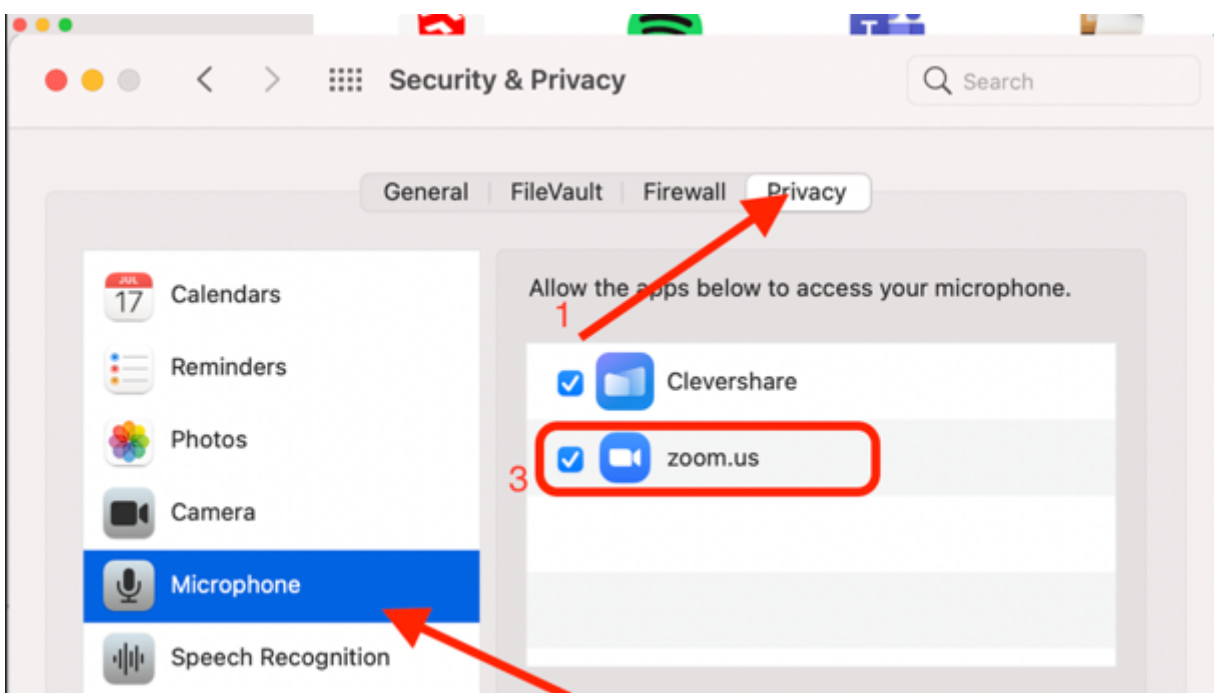 Security & Privacy
Search
General FileVault Firewall Privacy
JUL
17
Calendars
Reminders
Photos
Camera
Microphone
Speech Recognition
Allow the apps below to access your microphone.
1
Clevershare
3
zoom.us